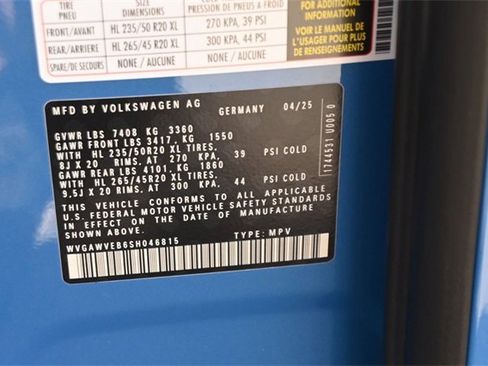 SIZE
TIRE DIMENSIONS PRESSION DES PNEUS À FROID
PNEU
FRONT/AVANT HL 235/50 R20 XL 270 KPA, 39 PSI
REAR/ARRIERE HL 265/45 R20 XL 300 KPA, 44 PSI
SPARE/DE SECOURS NONE / AUCUNE NONE / AUCUNE
FOR ADDITIONAL
INFORMATION
VOIR LE MANUEL DE
L'USAGER POUR PLUS
DE RENSEIGNEMENTS
MFD BY VOLKSWAGEN AG GERMANY 04/25
GVWR LBS 7408 KG 3360
GAWR FRONT LBS 3417, KG 1550
WITH HL 235/50R20 XL TIRES,
8J X 20 RIMS, AT 270 KPA, 39 PSI COLD
GAWR REAR LBS 4101, KG 1860
WITH HL 265/45R20 XL TIRES,
9.5J X 20 RIMS, AT 300 KPA, 44 PSI COLD
THIS VEHICLE CONFORMS TO ALL APPLICABLE
U.S. FEDERAL MOTOR VEHICLE SAFETY STANDARDS
IN EFFECT ON THE DATE OF MANUFACTURE
SHOWN ABOVE.
WVGAWVEB6SH046815 TYPE: MPV
1744531 U005 0